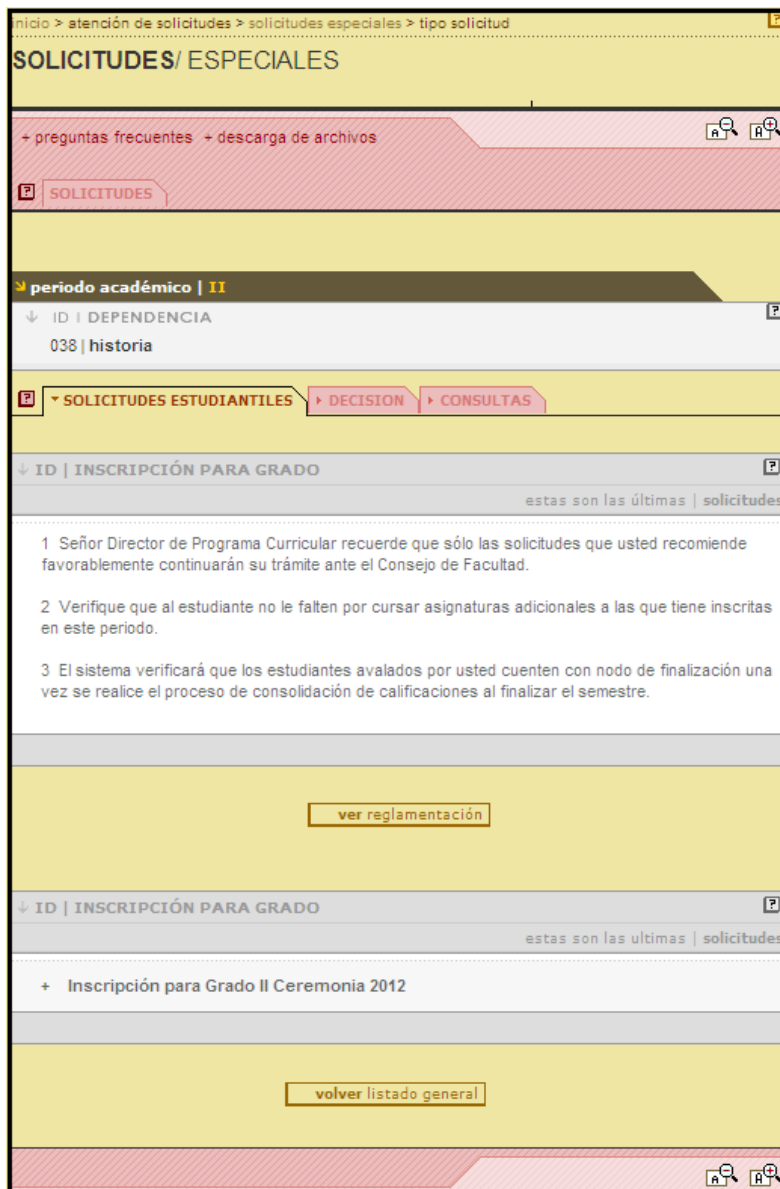 inicio > atención de solicitudes > solicitudes especiales > tipo solicitud
SOLICITUDES/ ESPECIALES
+ preguntas frecuentes + descarga de archivos
SOLICITUDES
periodo académico | II
ID | DEPENDENCIA
038 | historia
SOLICITUDES ESTUDIANTILES DECISION CONSULTAS
ID | INSCRIPCIÓN PARA GRADO
estas son las últimas | solicitudes
1 Señor Director de Programa Curricular recuerde que sólo las solicitudes que usted recomiende
favorablemente continuarán su trámite ante el Consejo de Facultad.
2 Verifique que al estudiante no le falten por cursar asignaturas adicionales a las que tiene inscritas
en este periodo.
3 El sistema verificará que los estudiantes avalados por usted cuenten con nodo de finalización una
vez se realice el proceso de consolidación de calificaciones al finalizar el semestre.
ver reglamentación
ID | INSCRIPCIÓN PARA GRADO
estas son las ultimas | solicitudes
+ Inscripción para Grado II Ceremonia 2012
volver listado general